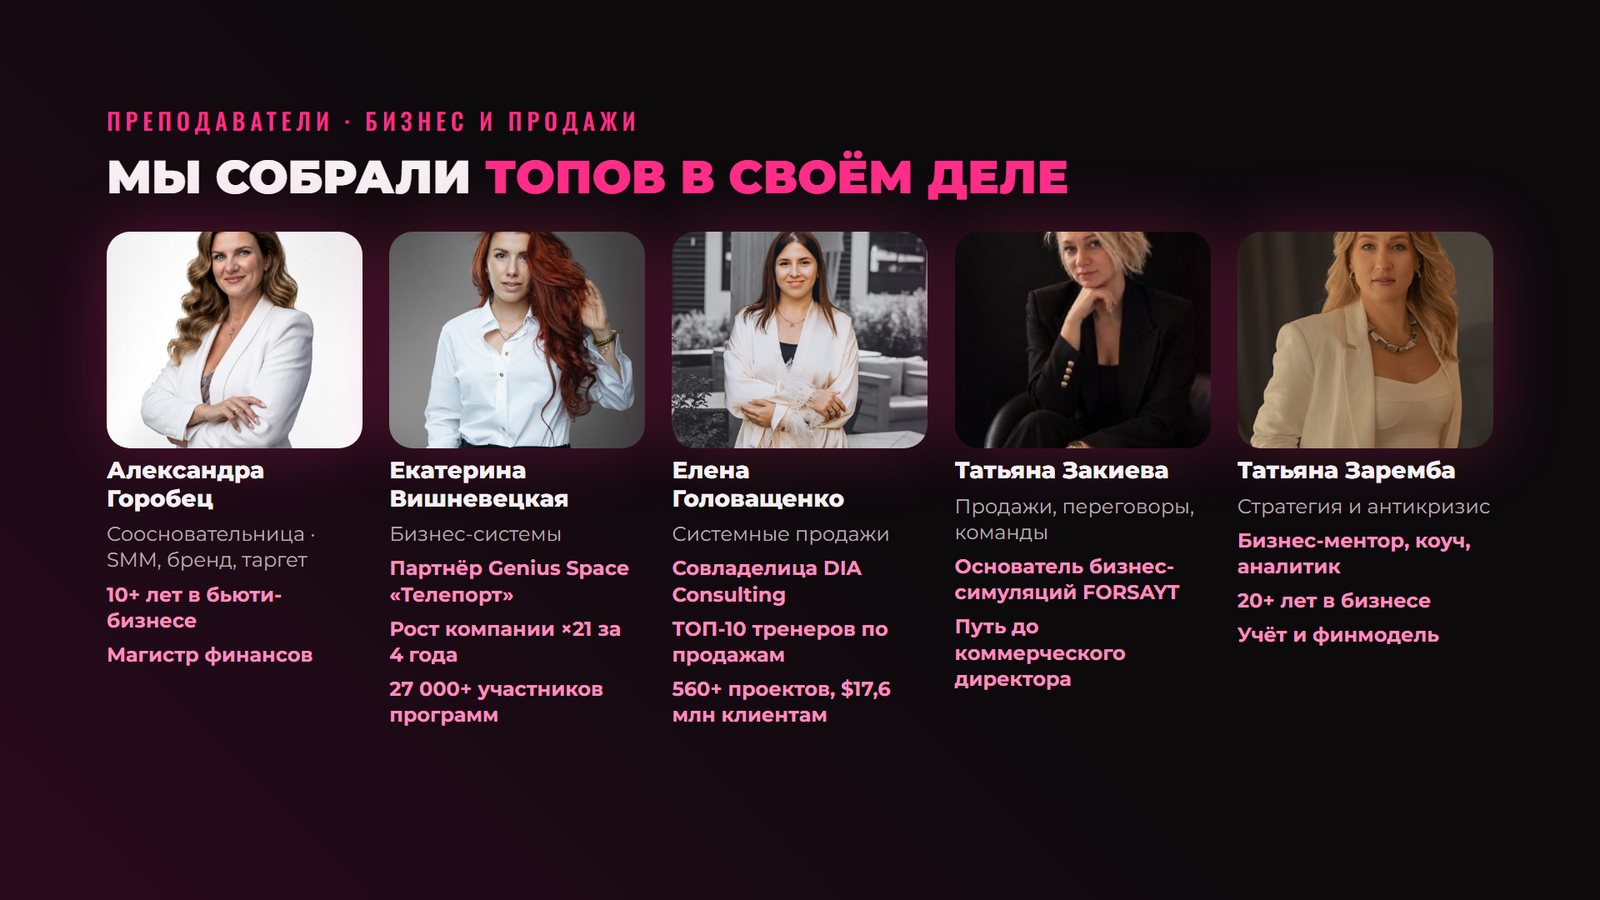 ПРЕПОДАВАТЕЛИ · БИЗНЕС И ПРОДАЖИ
МЫ СОБРАЛИ ТОПОВ В СВОЁМ ДЕЛЕ
Александра
Горобец
Соосновательница ·
SMM, бренд, таргет
10+ лет в бьюти-
бизнесе
Магистр финансов
Екатерина
Вишневецкая
Бизнес-системы
Партнёр Genius Space
«Телепорт»
Рост компании ×21 за
4 года
27 000+ участников
программ
Елена
Головащенко
Системные продажи
Совладелица DIA
Consulting
ТОП-10 тренеров по
продажам
560+ проектов, $17,6
млн клиентам
Татьяна Закиева
Продажи, переговоры,
команды
Основатель бизнес-
симуляций FORSAYT
Путь до
коммерческого
директора
Татьяна Заремба
Стратегия и антикризис
Бизнес-ментор, коуч,
аналитик
20+ лет в бизнесе
Учёт и финмодель